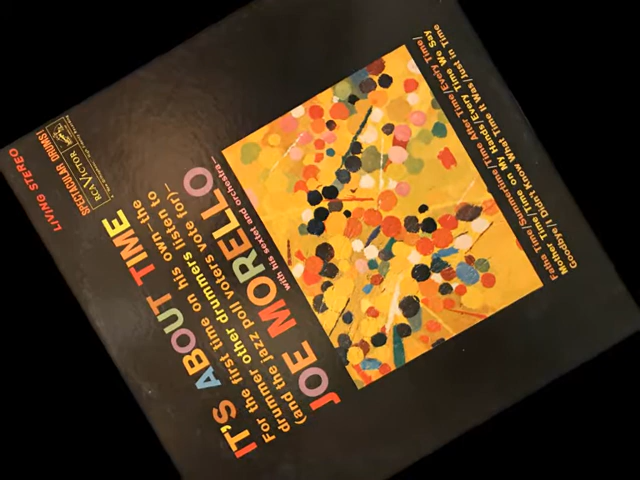 LIVING STEREO
SPECTACULAR DRUMS!
RCA VICTOR
IT'S ABOUT TIME
For the first time on his own—the
drummer other drummers listen to
(and the jazz poll voters vote for)—
JOE MORELLO
with his sextet and orchestra—
Fatha Time/Summertime/Time After Time/Every Time/
Mother Time/Time on My Hands/Every Time We Say
Goodbye/I Didn't Know What Time It Was/Just in Time